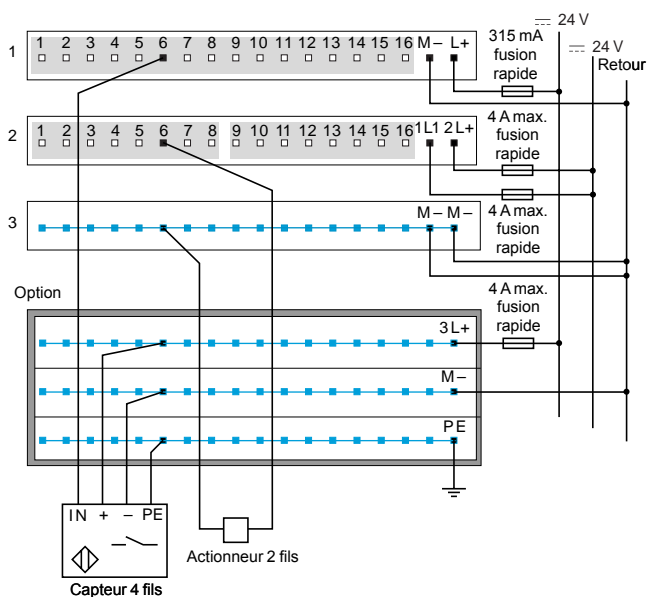 24 V
24 V
Retour
1
1 2 3 4 5 6 7 8 9 10 11 12 13 14 15 16 M– L+
315 mA
fusion
rapide
2
1 2 3 4 5 6 7 8 9 10 11 12 13 14 15 16 1L1 2L+
4 A max.
fusion
rapide
3
M– M–
4 A max.
fusion
rapide
Option
4 A max.
fusion
rapide
3L+
M–
PE
IN + – PE
Actionneur 2 fils
Capteur 4 fils